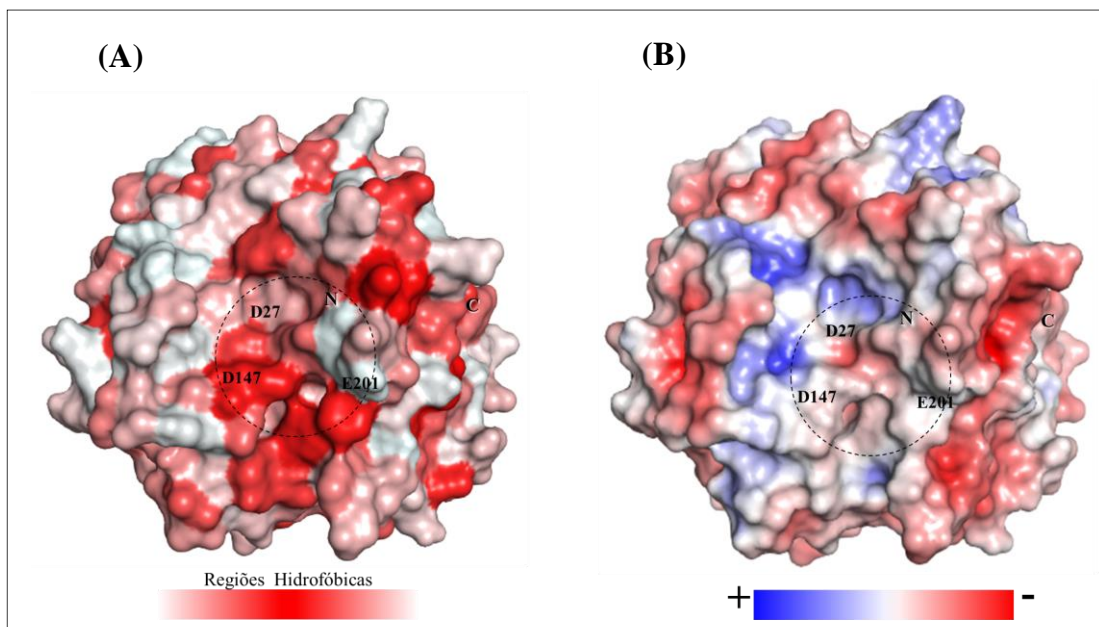 (A)
(B)
N
D27
C
D147
E201
N
D27
C
D147
E201
Regiões Hidrofóbicas
+ -